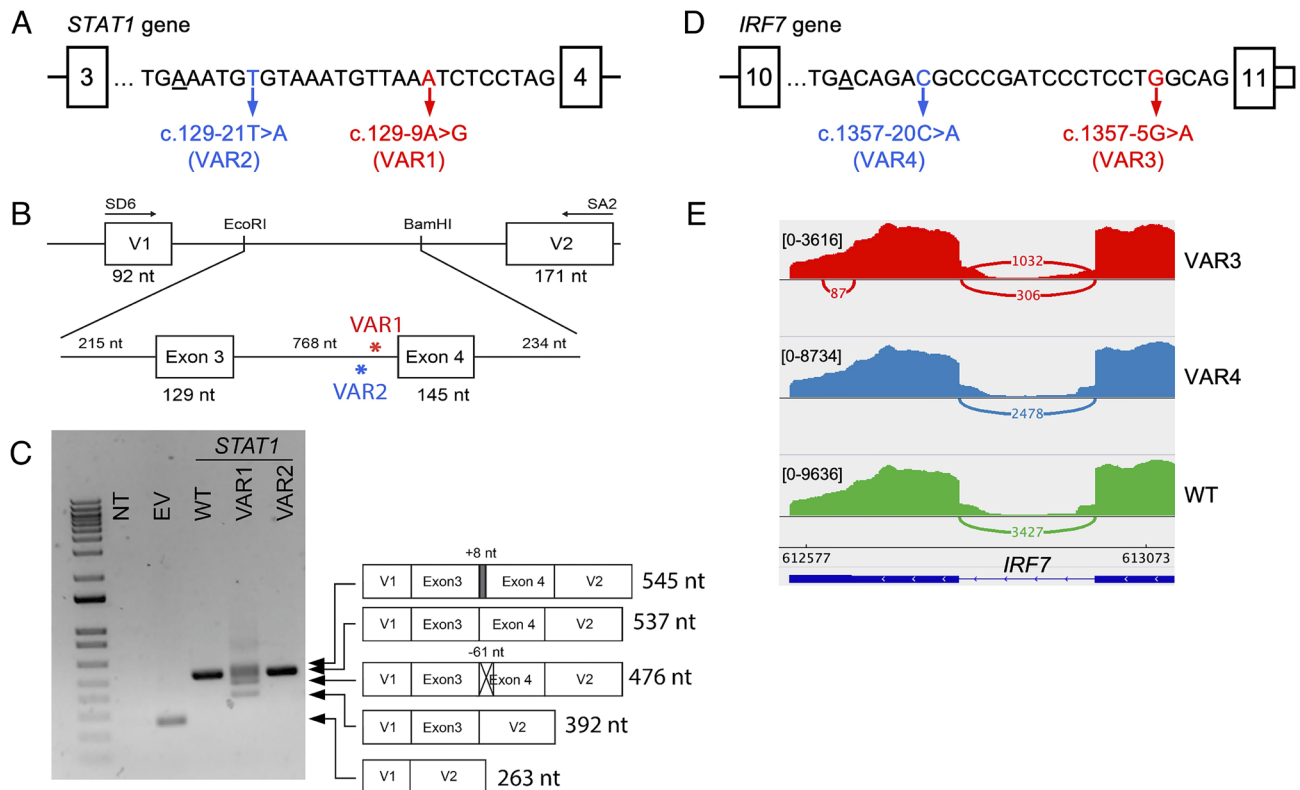 A
STAT1 gene
3 ... TGAAATGTGTAAATGTTAAATCTCCTAG 4
c.129-21T>A c.129-9A>G
(VAR2) (VAR1)
B
SD6 SA2
V1 EcoRI BamHI V2
92 nt 171 nt
VAR1
215 nt Exon 3 768 nt Exon 4 234 nt
VAR2
129 nt 145 nt
C
STAT1
NT EV WT VAR1 VAR2
+8 nt
V1 Exon3 Exon 4 V2 545 nt
V1 Exon3 Exon 4 V2 537 nt
-61 nt
V1 Exon3 Exon 4 V2 476 nt
V1 Exon3 V2 392 nt
V1 V2 263 nt
D
IRF7 gene
10 ...TGACAGACGCCCGATCCCTCCTGGCAG 11
c.1357-20C>A c.1357-5G>A
(VAR4) (VAR3)
E
[0-3616] 1032 VAR3
87 306
[0-8734] VAR4
2478
[0-9636] WT
3427
612577 IRF7 613073